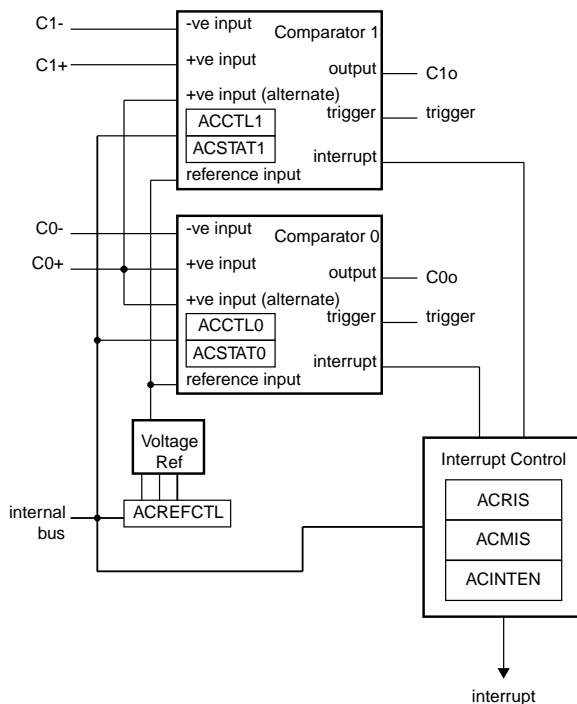 C1-
-ve input
Comparator 1
C1+
+ve input
output
C1o
+ve input (alternate)
trigger
trigger
ACCTL1
ACSTAT1
interrupt
reference input
C0-
-ve input
Comparator 0
C0+
+ve input
output
C0o
+ve input (alternate)
trigger
trigger
ACCTL0
ACSTAT0
interrupt
reference input
Voltage
Ref
Interrupt Control
internal
bus
ACREFCTL
ACRIS
ACMIS
ACINTEN
interrupt